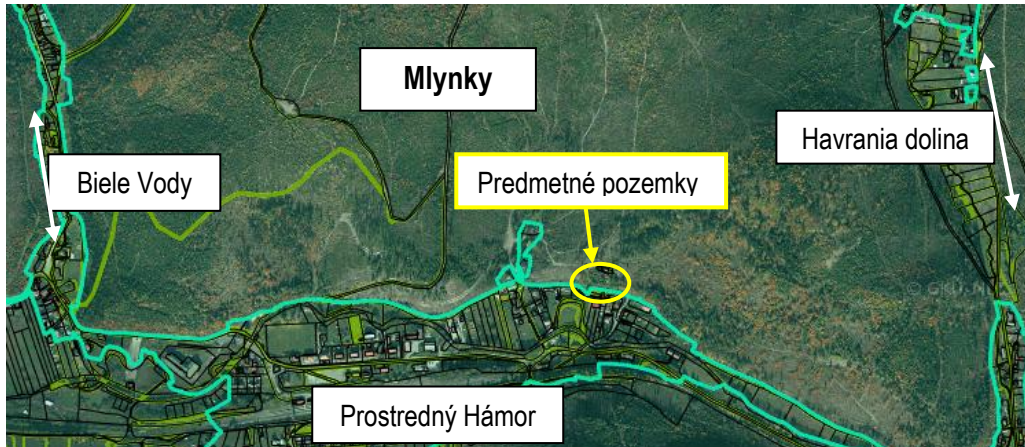 Mlynky
Havrania dolina
Biele Vody
Predmetné pozemky
Prostredný Hámor